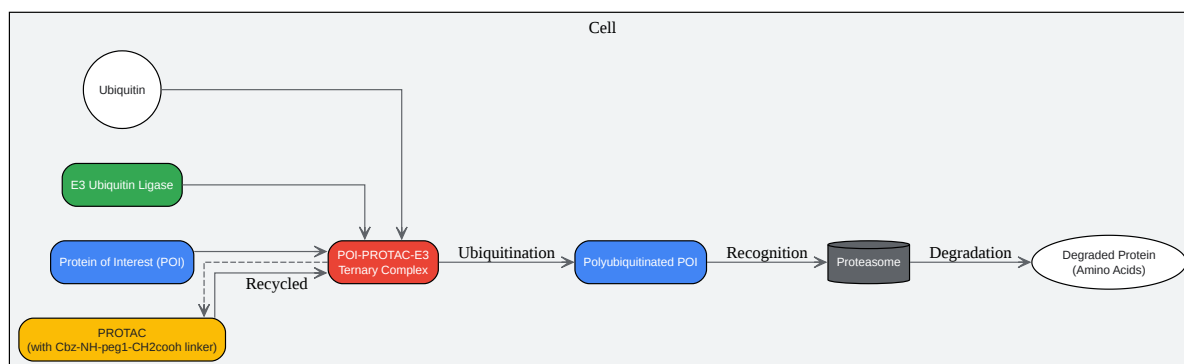 Cell
Ubiquitin
E3 Ubiquitin Ligase
Protein of Interest (POI)
POI-PROTAC-E3
Ternary Complex
Ubiquitination
Polyubiquitinated POI
Recognition
Proteasome
Degradation
Degraded Protein
(Amino Acids)
Recycled
PROTAC
(with Cbz-NH-peg1-CH2cooh linker)